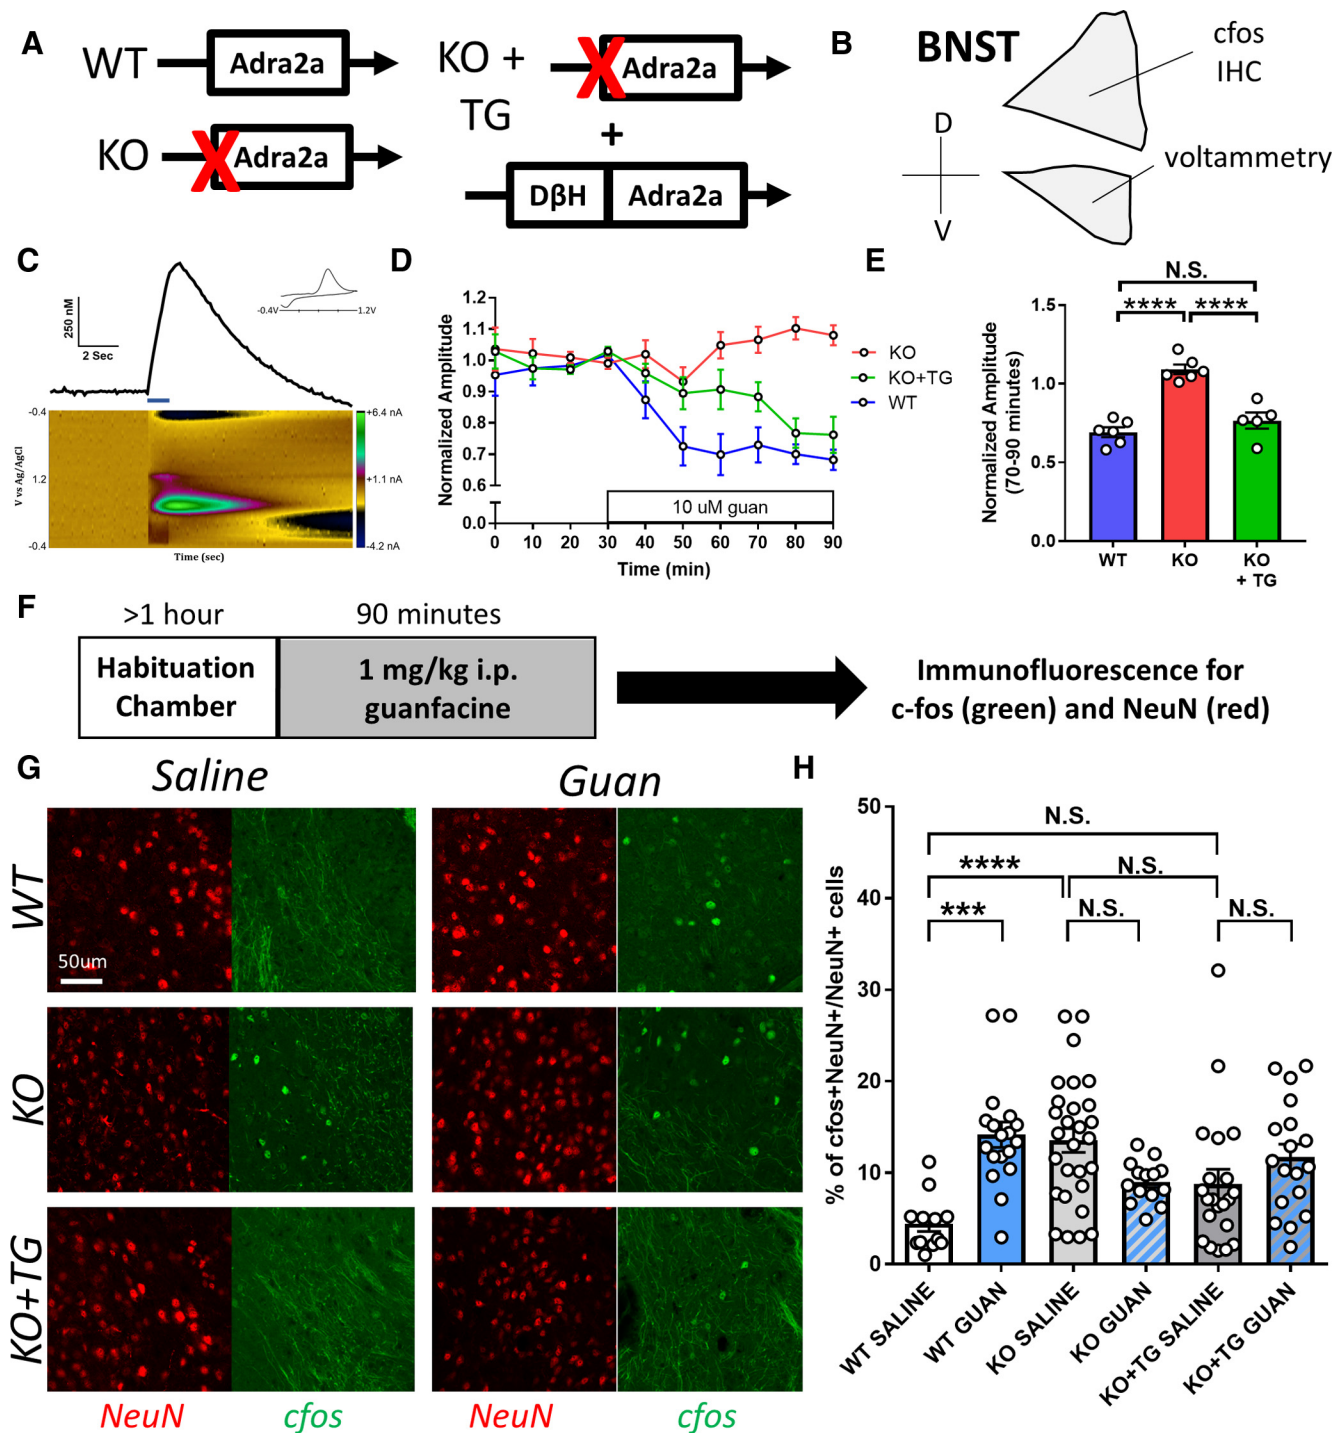 A
WT
Adra2a
KO
X
Adra2a
KO +
TG
X
Adra2a
+
DβH
Adra2a
B
BNST
cfos
IHC
D
V
voltammetry
C
250 nM
2 Sec
-0.4V
1.2V
-0.4
1.2
-0.4
V vs Ag/AgCl
Time (sec)
+6.4 nA
+1.1 nA
-4.2 nA
D
Normalized Amplitude
1.2
1.1
1.0
0.9
0.8
0.7
0.6
0.0
10 uM guan
0 10 20 30 40 50 60 70 80 90
Time (min)
KO
KO+TG
WT
E
Normalized Amplitude
(70-90 minutes)
1.5
1.0
0.5
0.0
N.S.
**** ****
WT KO KO
+ TG
F
>1 hour
90 minutes
Habituation
Chamber
1 mg/kg i.p.
guanfacine
Immunofluorescence for
c-fos (green) and NeuN (red)
G
Saline
Guan
WT
50um
KO
KO+TG
NeuN
cfos
NeuN
cfos
H
% of cfos+NeuN+/NeuN+ cells
50
40
30
20
10
0
N.S.
**** N.S.
*** N.S. N.S.
WT SALINE
WT GUAN
KO SALINE
KO GUAN
KO+TG SALINE
KO+TG GUAN